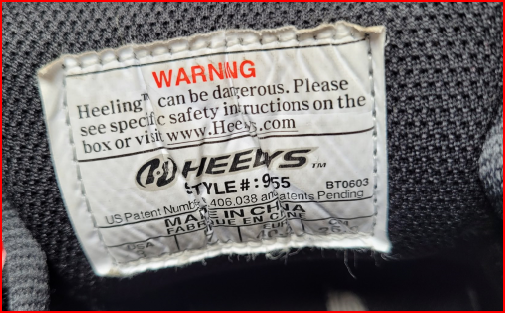 WARNING
Heeling™ can be dangerous. Please
see specific safety instructions on the
box or visit www.Heelys.com
HEELYS™
STYLE#:955
BT0603
US Patent Number 6,406,038 and Patents Pending
MADE IN CHINA
FABRIQUE EN CHINE
USA